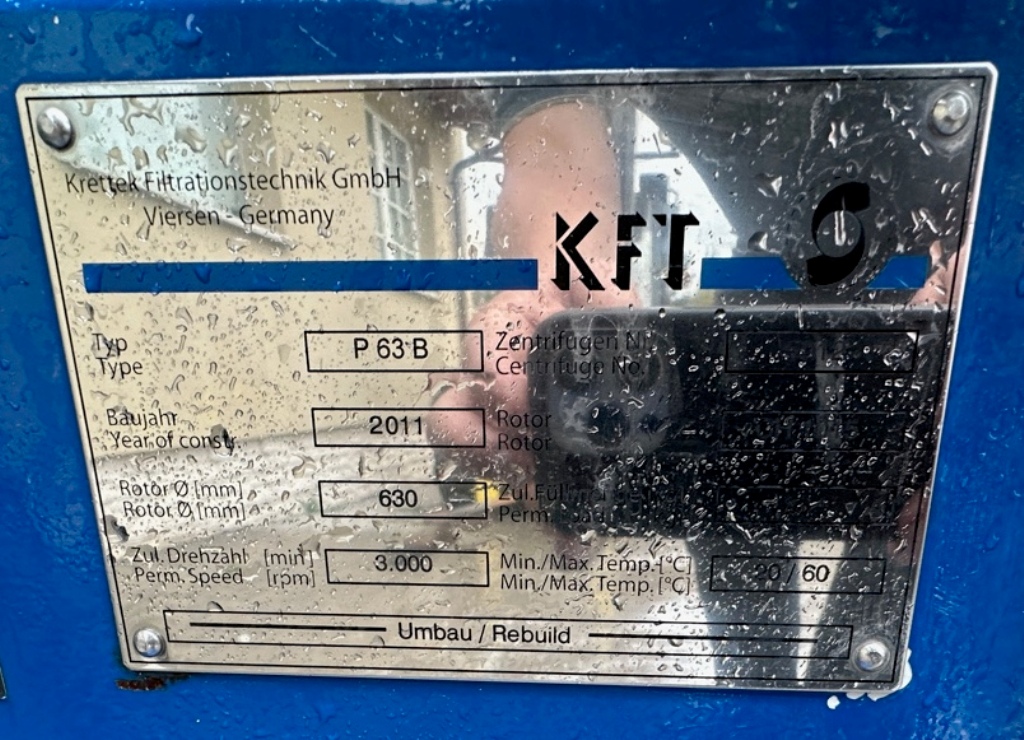 Krettek Filtrationstechnik GmbH
Viersen - Germany
KFT
Typ
Type
P 63 B
Zentrifugen Nr.
Centrifuge No.
Baujahr
Year of constr.
2011
Rotor
Rotor
Rotor Ø [mm]
Rotor Ø [mm]
630
Zul.
Perm.
Zul. Drehzahl [min]
Perm. Speed [rpm]
3.000
Min./Max. Temp. [°C]
Min./Max. Temp. [°C]
20 / 60
Umbau / Rebuild